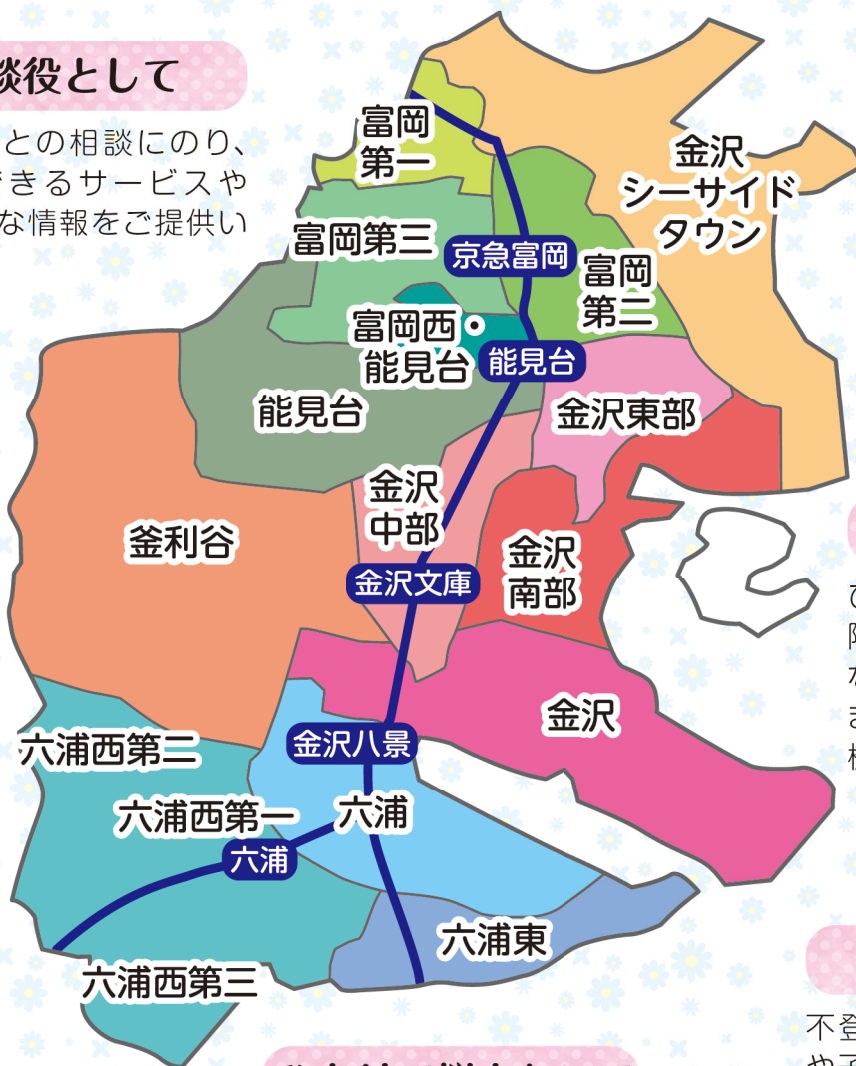 談役として
との相談にのり、
できるサービスや
な情報をご提供い
富岡
第一
金沢
シーサイド
タウン
富岡第三
京急富岡
富岡
第二
富岡西・
能見台
能見台
能見台
金沢東部
金沢
中部
釜利谷
金沢
南部
金沢文庫
金沢
金沢八景
六浦西第二
六浦西第一
六浦
六浦
六浦東
六浦西第三
不登